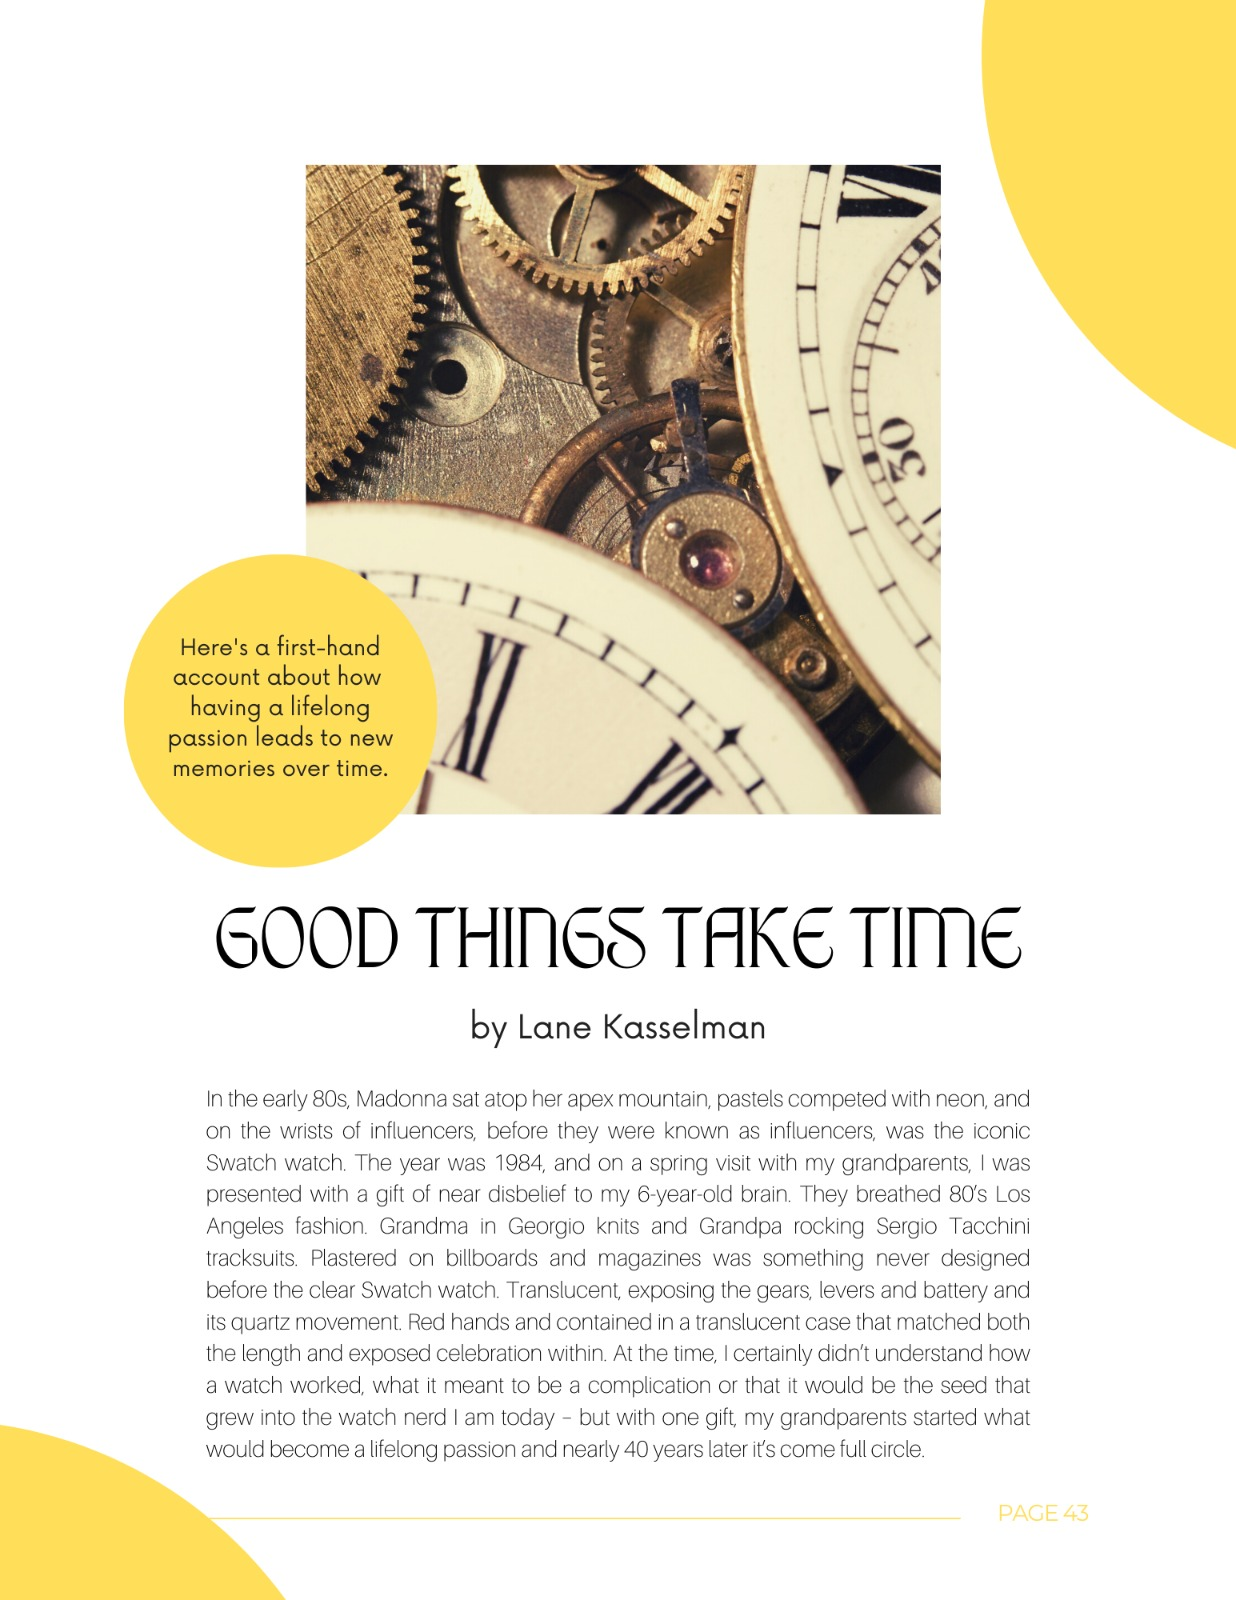 Here's a first-hand
account about how
having a lifelong
passion leads to new
memories over time.
GOOD THINGS TAKE TIME
by Lane Kasselman
In the early 80s, Madonna sat atop her apex mountain, pastels competed with neon, and
on the wrists of influencers, before they were known as influencers, was the iconic
Swatch watch. The year was 1984, and on a spring visit with my grandparents, I was
presented with a gift of near disbelief to my 6-year-old brain. They breathed 80's Los
Angeles fashion. Grandma in Georgio knits and Grandpa rocking Sergio Tacchini
tracksuits. Plastered on billboards and magazines was something never designed
before the clear Swatch watch. Translucent, exposing the gears, levers and battery and
its quartz movement. Red hands and contained in a translucent case that matched both
the length and exposed celebration within. At the time, I certainly didn't understand how
a watch worked, what it meant to be a complication or that it would be the seed that
grew into the watch nerd I am today – but with one gift, my grandparents started what
would become a lifelong passion and nearly 40 years later it's come full circle.
PAGE 43
XI
30